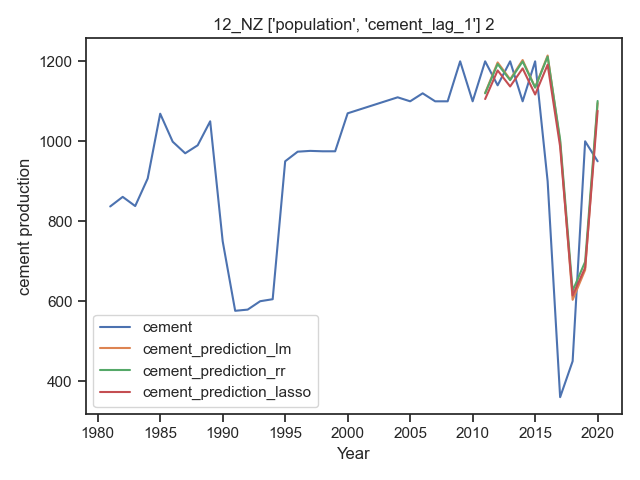 12_NZ ['population', 'cement_lag_1'] 2
cement production
1200
1000
800
600
400
cement
cement_prediction_lm
cement_prediction_rr
cement_prediction_lasso
1980 1985 1990 1995 2000 2005 2010 2015 2020
Year